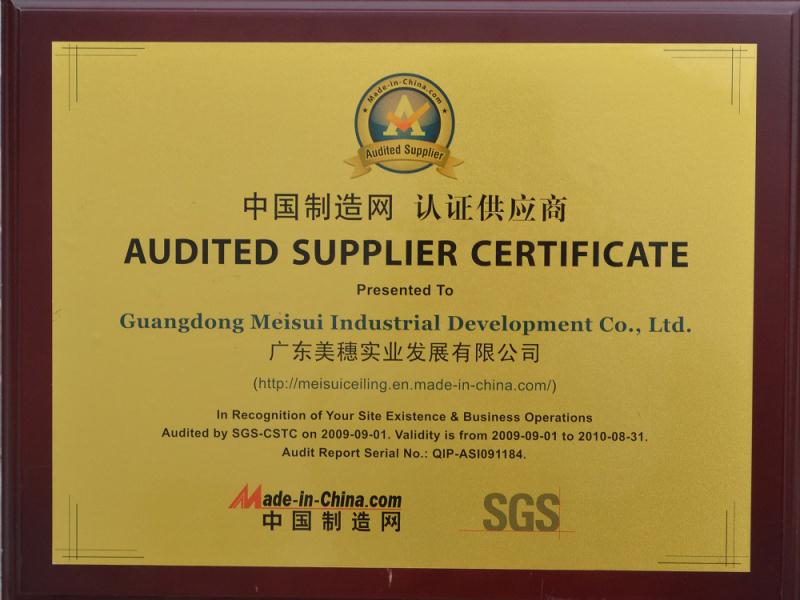 Made-in-China.com
A
Audited Supplier
中国制造网 认证供应商
AUDITED SUPPLIER CERTIFICATE
Presented To
Guangdong Meisui Industrial Development Co., Ltd.
广东美穗实业发展有限公司
(http://meisuiceiling.en.made-in-china.com/)
In Recognition of Your Site Existence & Business Operations
Audited by SGS-CSTC on 2009-09-01. Validity is from 2009-09-01 to 2010-08-31.
Audit Report Serial No.: QIP-ASI091184.
Made-in-China.com
中国制造网
SGS